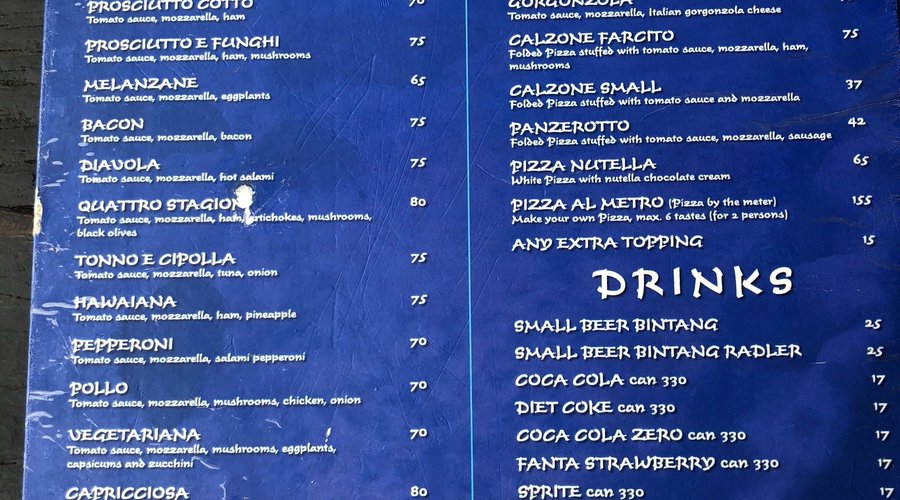 PROSCIUTTO COTTO 70
Tomato sauce, mozzarella, ham
PROSCIUTTO E FUNGHI 75
Tomato sauce, mozzarella, ham, mushrooms
MELANZANE 65
Tomato sauce, mozzarella, eggplants
BACON 75
Tomato sauce, mozzarella, bacon
DIAVOLA 75
Tomato sauce, mozzarella, hot salami
QUATTRO STAGIONI 80
Tomato sauce, mozzarella, ham, artichokes, mushrooms,
black olives
TONNO E CIPOLLA 75
Tomato sauce, mozzarella, tuna, onion
HAWAIANA 75
Tomato sauce, mozzarella, ham, pineapple
PEPPERONI 70
Tomato sauce, mozzarella, salami pepperoni
POLLO 70
Tomato sauce, mozzarella, mushrooms, chicken, onion
VEGETARIANA 70
Tomato sauce, mozzarella, mushrooms, eggplants,
capsicums and zucchini
CAPRICCIOSA 80
GORGONZOLA
Tomato sauce, mozzarella, Italian gorgonzola cheese
CALZONE FARCITO 75
Folded Pizza stuffed with tomato sauce, mozzarella, ham,
mushrooms
CALZONE SMALL 37
Folded Pizza stuffed with tomato sauce and mozzarella
PANZEROTTO 42
Folded Pizza stuffed with tomato sauce, mozzarella, sausage
PIZZA NUTELLA 65
White Pizza with nutella chocolate cream
PIZZA AL METRO (Pizza by the meter) 155
Make your own Pizza, max. 6 tastes (for 2 persons)
ANY EXTRA TOPPING 15
DRINKS
SMALL BEER BINTANG 25
SMALL BEER BINTANG RADLER 25
COCA COLA can 330 17
DIET COKE can 330 17
COCA COLA ZERO can 330 17
FANTA STRAWBERRY can 330 17
SPRITE can 330 17